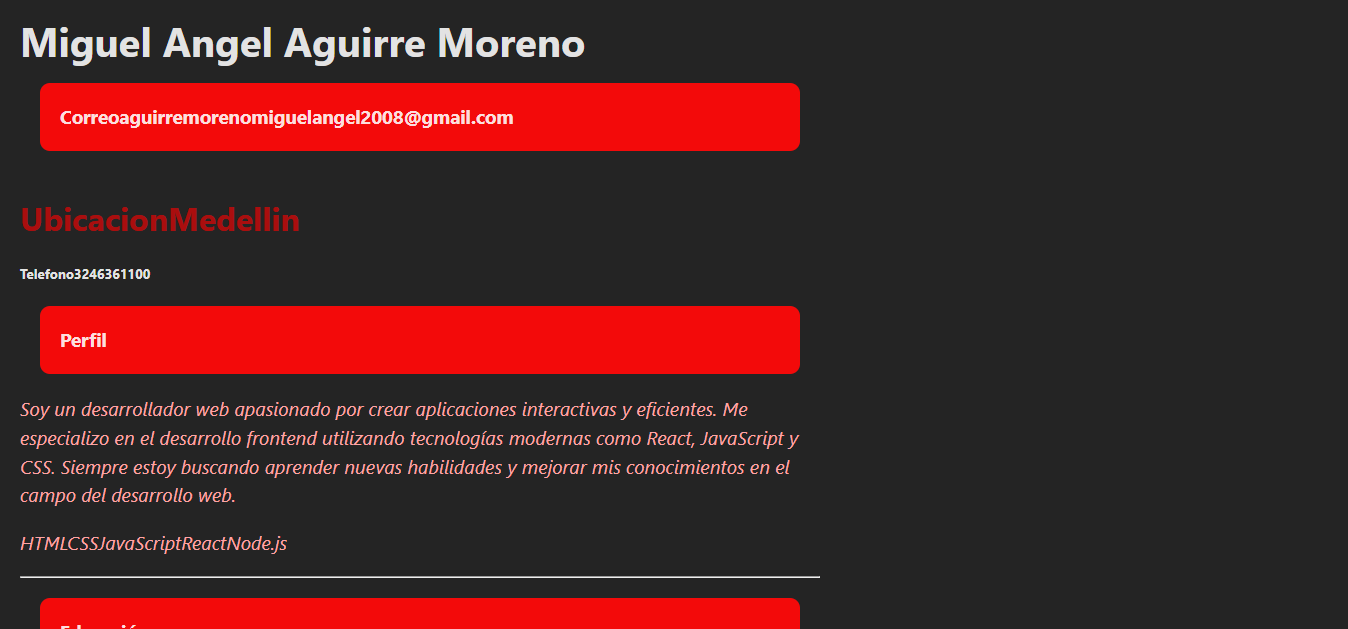 Miguel Angel Aguirre Moreno
Correoaguirremorenomiguelangel2008@gmail.com
UbicacionMedellin
Telefono3246361100
Perfil
Soy un desarrollador web apasionado por crear aplicaciones interactivas y eficientes. Me
especializo en el desarrollo frontend utilizando tecnologías modernas como React, JavaScript y
CSS. Siempre estoy buscando aprender nuevas habilidades y mejorar mis conocimientos en el
campo del desarrollo web.
HTMLCSSJavaScriptReactNode.js